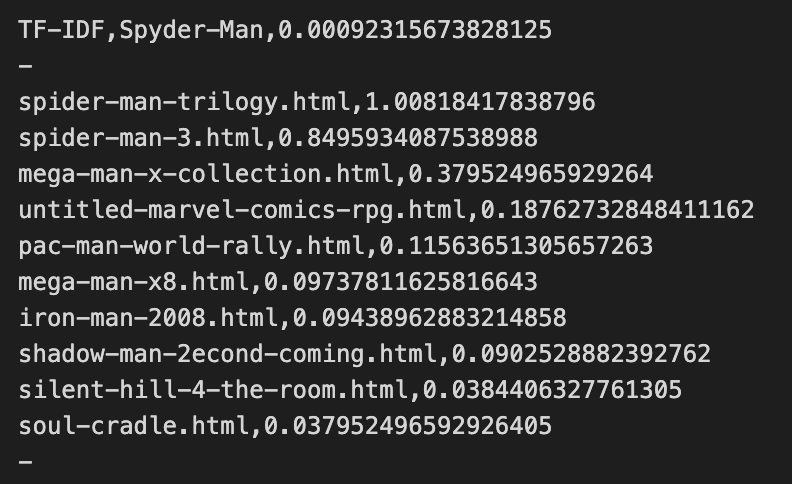 TF-IDF,Spyder-Man,0.00092315673828125
–
spider-man-trilogy.html,1.00818417838796
spider-man-3.html,0.8495934087538988
mega-man-x-collection.html,0.379524965929264
untitled-marvel-comics-rpg.html,0.18762732848411162
pac-man-world-rally.html,0.11563651305657263
mega-man-x8.html,0.09737811625816643
iron-man-2008.html,0.09438962883214858
shadow-man-2econd-coming.html,0.0902528882392762
silent-hill-4-the-room.html,0.0384406327761305
soul-cradle.html,0.037952496592926405
–